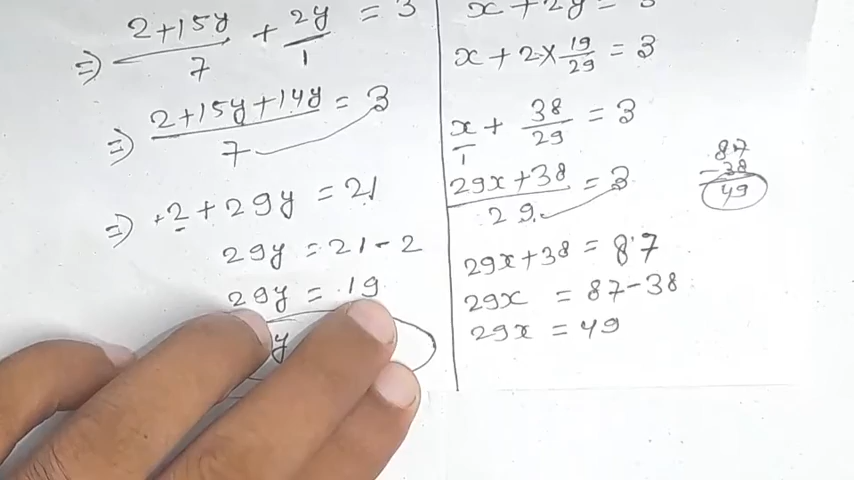 ⇒ 2+15y/7 + 2y/1 = 3
⇒ 2+15y+14y/7 = 3
⇒ +2+29y = 21
29y = 21-2
29y = 19
y
x+2y = 3
x+2×19/29 = 3
x/1 + 38/29 = 3
29x+38/29 = 3
29x+38 = 87
29x = 87-38
29x = 49
87
-38
49